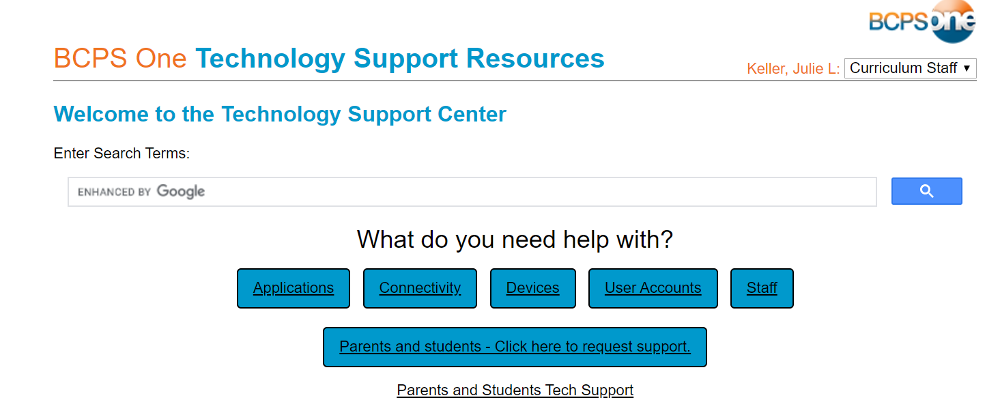 BCPSone
BCPS One Technology Support Resources
Keller, Julie L: Curriculum Staff ▼
Welcome to the Technology Support Center
Enter Search Terms:
ENHANCED BY Google
What do you need help with?
Applications Connectivity Devices User Accounts Staff
Parents and students - Click here to request support.
Parents and Students Tech Support